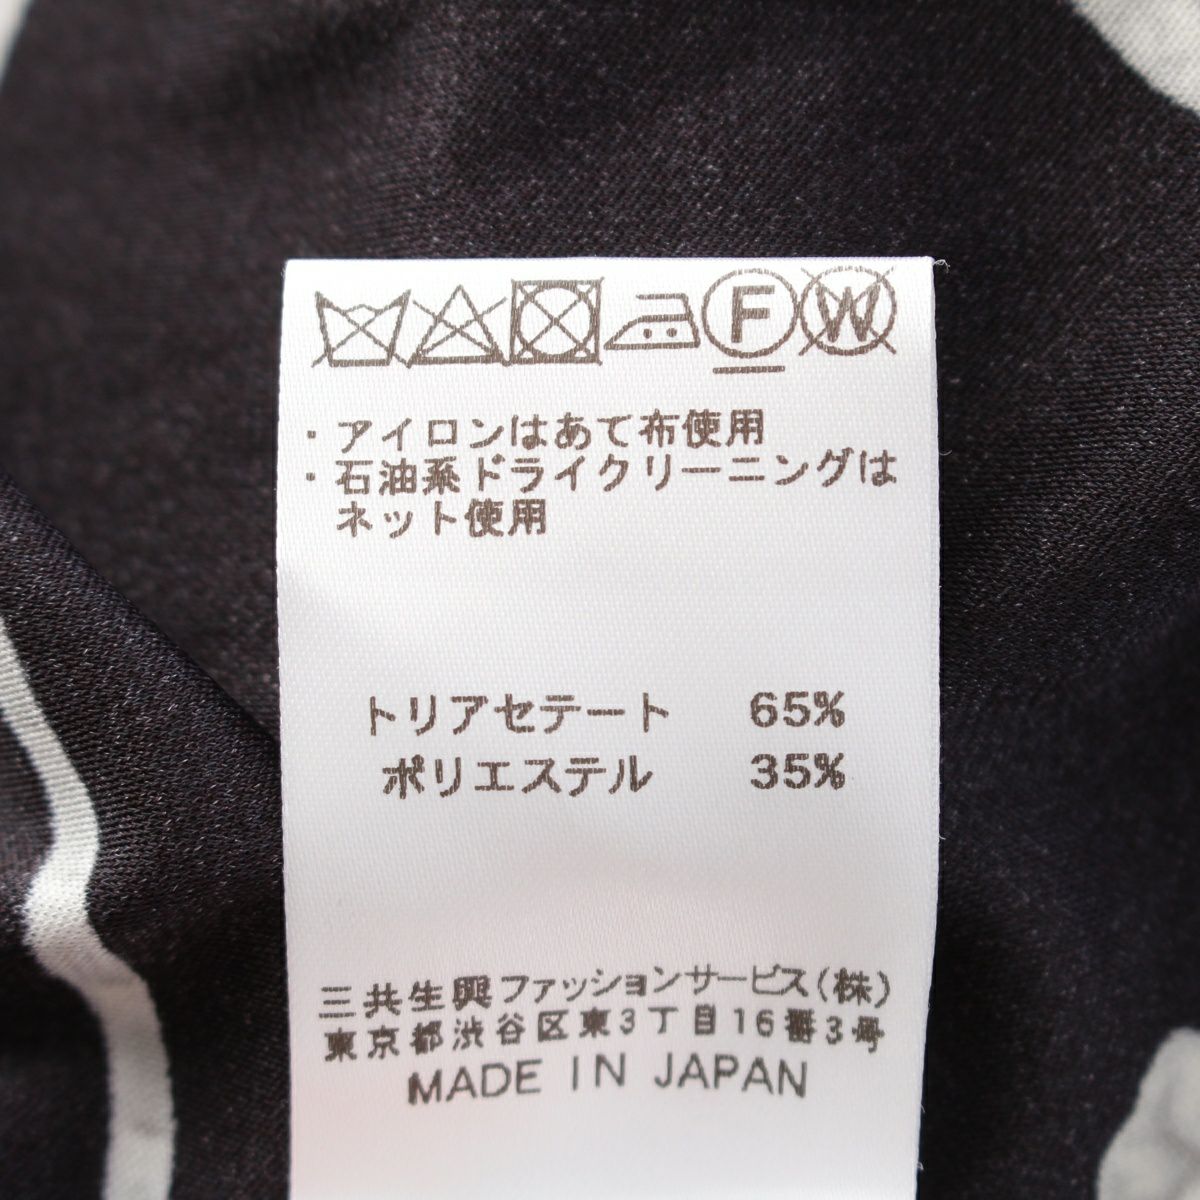 F W
・アイロンはあて布使用
・石油系ドライクリーニングは
ネット使用
トリアセテート 65%
ポリエステル 35%
三共生興ファッションサービス(株)
東京都渋谷区東3丁目16番3号
MADE IN JAPAN